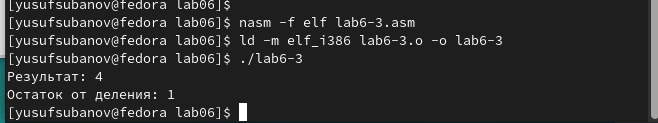 [yusufsubanov@fedora lab06]$
[yusufsubanov@fedora lab06]$ nasm -f elf lab6-3.asm
[yusufsubanov@fedora lab06]$ ld -m elf_i386 lab6-3.o -o lab6-3
[yusufsubanov@fedora lab06]$ ./lab6-3
Результат: 4
Остаток от деления: 1
[yusufsubanov@fedora lab06]$